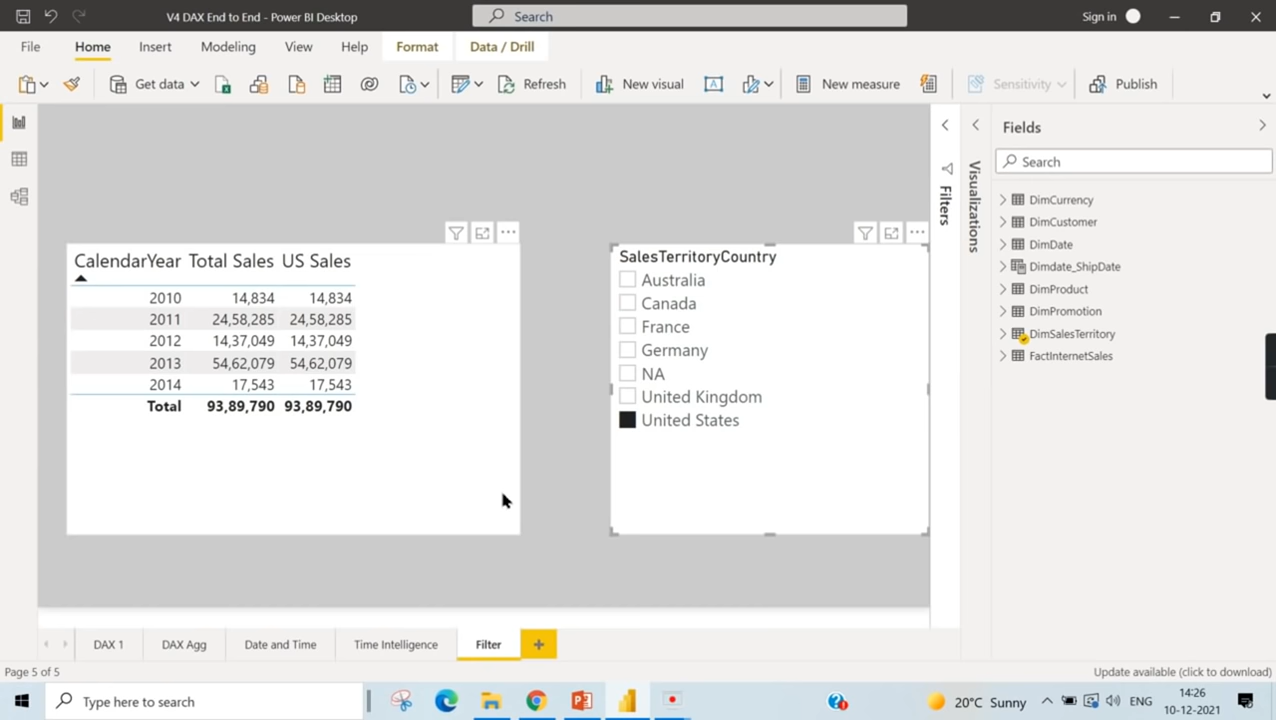 V4 DAX End to End - Power BI Desktop
Search
Sign in
File Home Insert Modeling View Help Format Data / Drill
Get data Refresh New visual New measure Sensitivity Publish
Fields
Search
Filters
Visualizations
DimCurrency
DimCustomer
DimDate
Dimdate_ShipDate
DimProduct
DimPromotion
DimSalesTerritory
FactInternetSales
CalendarYear Total Sales US Sales
2010 14,834 14,834
2011 24,58,285 24,58,285
2012 14,37,049 14,37,049
2013 54,62,079 54,62,079
2014 17,543 17,543
Total 93,89,790 93,89,790
SalesTerritoryCountry
Australia
Canada
France
Germany
NA
United Kingdom
United States
DAX 1 DAX Agg Date and Time Time Intelligence Filter
Page 5 of 5
Update available (click to download)
Type here to search
20°C Sunny
ENG
14:26
10-12-2021